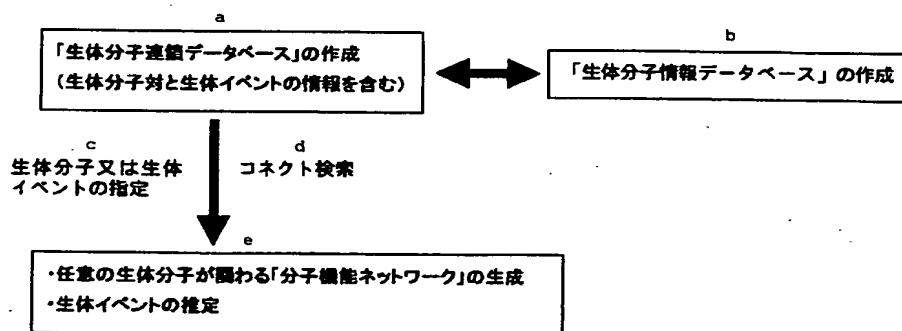 a
「生体分子連鎖データベース」の作成
(生体分子対と生体イベントの情報を含む)
b
「生体分子情報データベース」の作成
c
生体分子又は生体
イベントの指定
d
コネクト検索
e
・任意の生体分子が関わる「分子機能ネットワーク」の生成
・生体イベントの推定